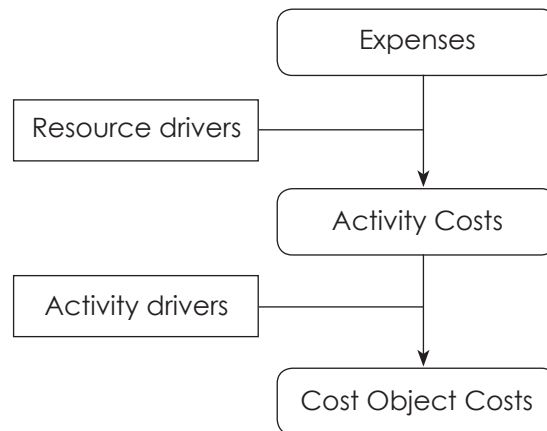 Expenses
Resource drivers
Activity Costs
Activity drivers
Cost Object Costs